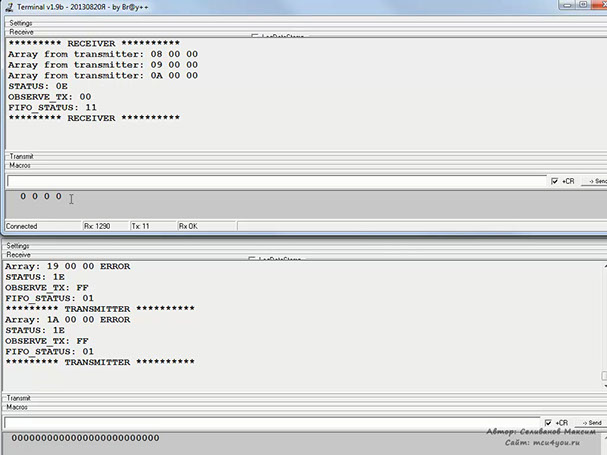 Terminal v1.9b - 20130820Я - by Br@y++
Settings
Receive
********* RECEIVER **********
Array from transmitter: 08 00 00
Array from transmitter: 09 00 00
Array from transmitter: 0A 00 00
STATUS: 0E
OBSERVE_TX: 00
FIFO_STATUS: 11
********* RECEIVER **********
Transmit
Macros
+CR -> Send
0 0 0 0
Connected Rx: 1290 Tx: 11 Rx OK
Settings
Receive
Array: 19 00 00 ERROR
STATUS: 1E
OBSERVE_TX: FF
FIFO_STATUS: 01
********* TRANSMITTER **********
Array: 1A 00 00 ERROR
STATUS: 1E
OBSERVE_TX: FF
FIFO_STATUS: 01
********* TRANSMITTER **********
Transmit
Macros
+CR -> Send
Автор: Селиванов Максим
0000000000000000000000000
Сайт: mcu4you.ru